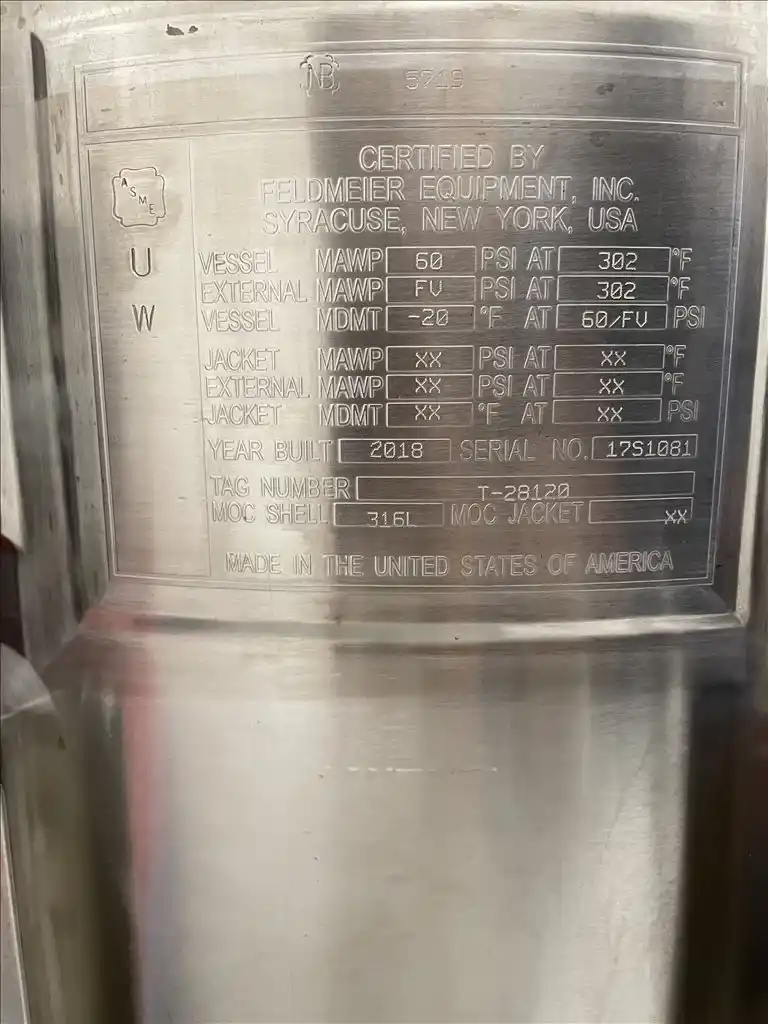 NB 5719
CERTIFIED BY
FELDMEIER EQUIPMENT, INC.
SYRACUSE, NEW YORK, USA
ASME
U
W
VESSEL MAWP 60 PSI AT 302 °F
EXTERNAL MAWP FV PSI AT 302 °F
VESSEL MDMT -20 °F AT 60/FV PSI
JACKET MAWP XX PSI AT XX °F
EXTERNAL MAWP XX PSI AT XX °F
JACKET MDMT XX °F AT XX PSI
YEAR BUILT 2018 SERIAL NO. 17S1081
TAG NUMBER T-28120
MOC SHELL 316L MOC JACKET XX
MADE IN THE UNITED STATES OF AMERICA